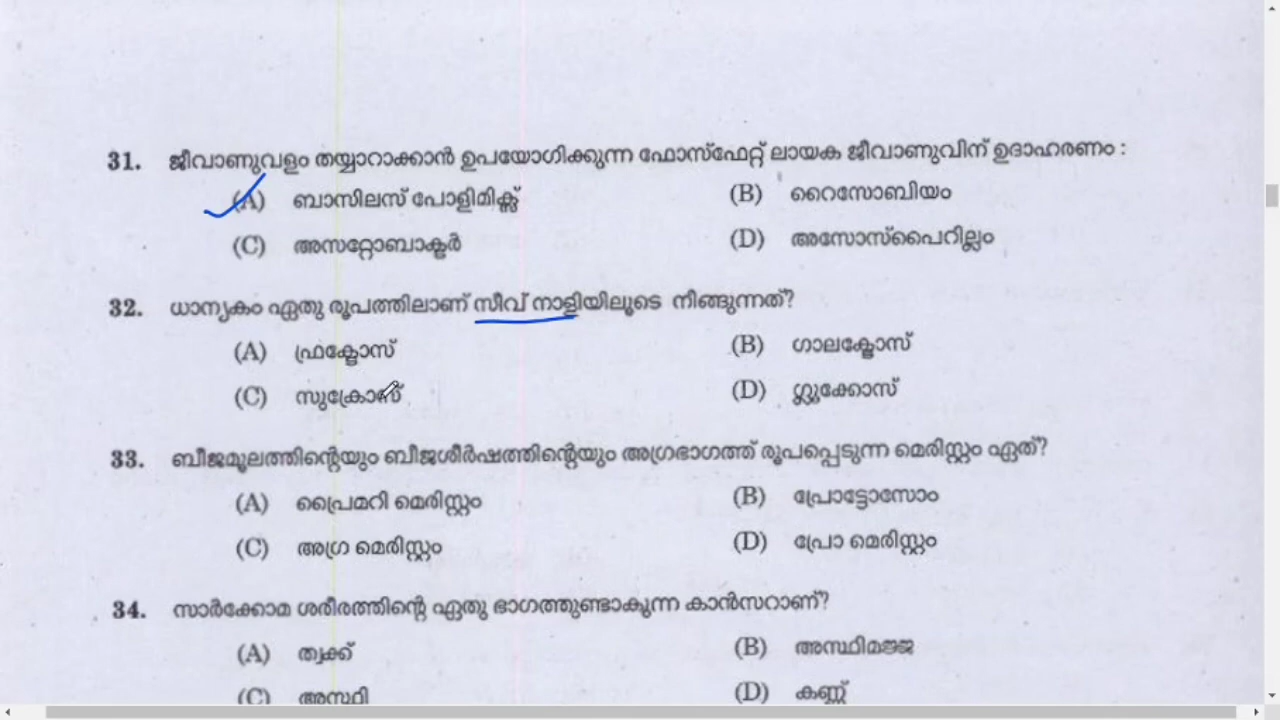 31. ജീവാണുവളം തയ്യാറാക്കാൻ ഉപയോഗിക്കുന്ന ഫോസ്ഫേറ്റ് ലായക ജീവാണുവിന് ഉദാഹരണം :
(A) ബാസിലസ് പോളിമിക്സ് (B) റൈസോബിയം
(C) അസറ്റോബാക്ടർ (D) അസോസ്പൈറില്ലം
32. ധാന്യകം ഏതു രൂപത്തിലാണ് സീവ് നാളിയിലൂടെ നീങ്ങുന്നത്?
(A) ഫ്രക്ടോസ് (B) ഗാലക്ടോസ്
(C) സുക്രോസ് (D) ഗ്ലൂക്കോസ്
33. ബീജമൂലത്തിന്റെയും ബീജശീർഷത്തിന്റെയും അഗ്രഭാഗത്ത് രൂപപ്പെടുന്ന മെരിസ്റ്റം ഏത്?
(A) പ്രൈമറി മെരിസ്റ്റം (B) പ്രോട്ടോസോം
(C) അഗ്ര മെരിസ്റ്റം (D) പ്രോ മെരിസ്റ്റം
34. സാർക്കോമ ശരീരത്തിന്റെ ഏതു ഭാഗത്തുണ്ടാകുന്ന കാൻസറാണ്?
(A) ത്വക്ക് (B) അസ്ഥിമജ്ജ
(C) അസ്ഥി (D) കണ്ണ്